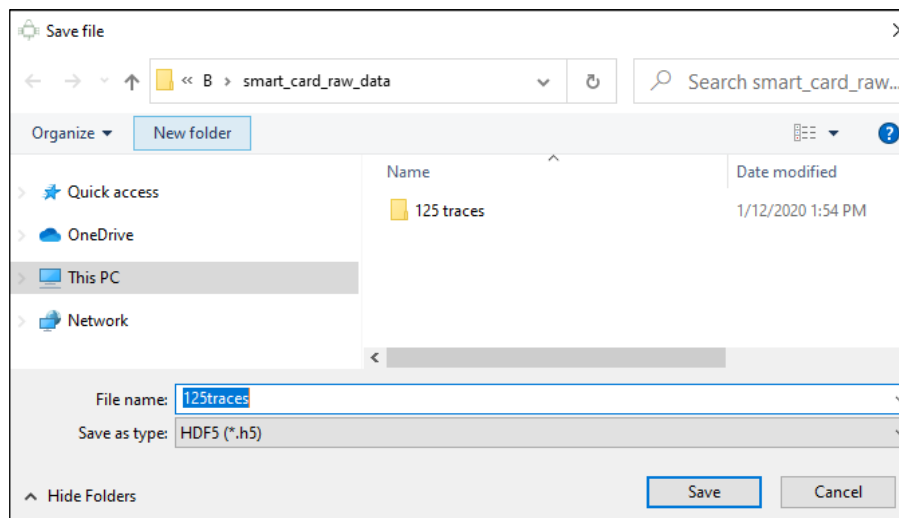 Save file
« B > smart_card_raw_data
Search smart_card_raw...
Organize
New folder
?
Name
Date modified
Quick access
OneDrive
This PC
Network
125 traces
1/12/2020 1:54 PM
File name: 125traces
Save as type: HDF5 (*.h5)
Hide Folders
Save
Cancel